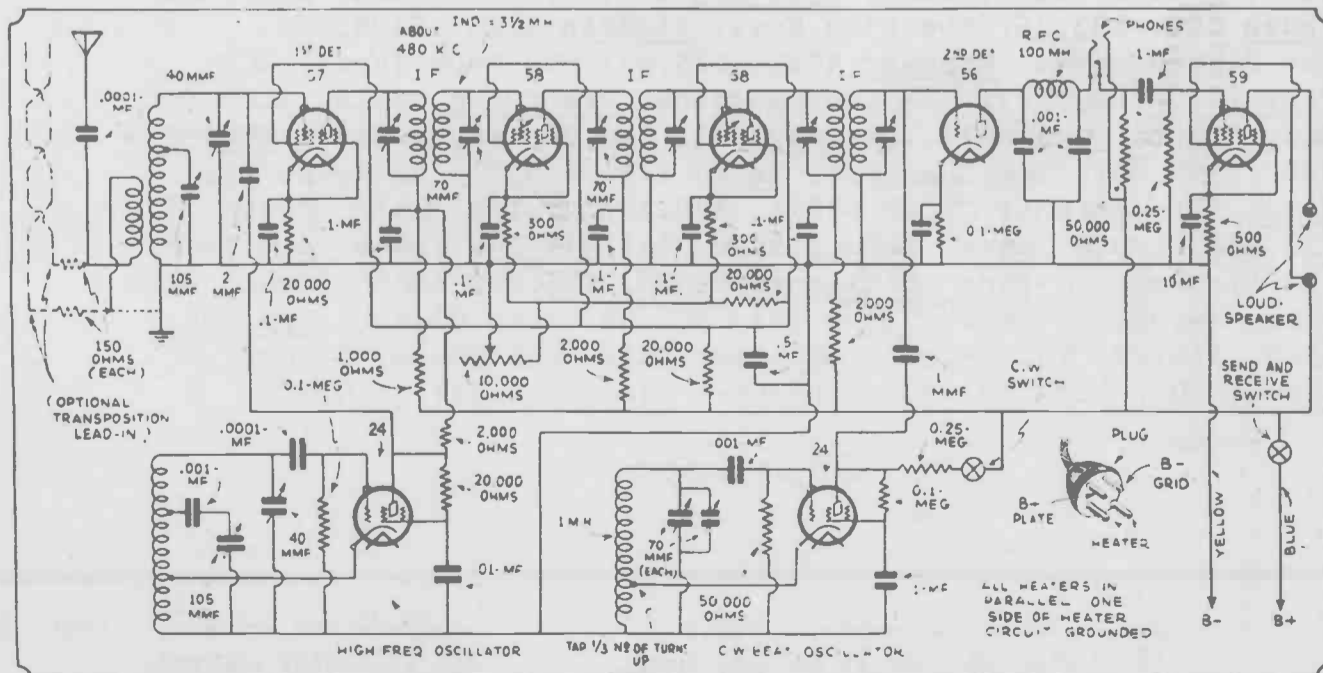 IND = 3½ MH
ABOUT
480 K C
1ST DET
57
I F
58
I F
58
I F
2ND DET
56
R F C
100 MH
PHONES
.1-MF
59
40 MMF
.0001-
MF
.001-
MF
70
MMF
70
MMF
.1-MF
300
OHMS
.1-MF
300
OHMS
0.1-MEG
50,000
OHMS
0.25-
MEG
500
OHMS
105
MMF
2
MMF
20,000
OHMS
.1-MF
.1-
MF
.1-
MF.
.1-
MF.
20,000
OHMS
10 MF
LOUD-
SPEAKER
150
OHMS
(EACH)
1,000
OHMS
10,000
OHMS
2,000
OHMS
20,000
OHMS
.5
MF
2000
OHMS
1
MMF
C.W
SWITCH
SEND AND
RECEIVE
SWITCH
(OPTIONAL
TRANSPOSITION
LEAD-IN)
0.1-MEG
.0001-
MF
24
2,000
OHMS
20,000
OHMS
.001 MF
24
0.25-
MEG
0.1-
MEG
PLUG
B-
GRID
B+
PLATE
HEATER
YELLOW
BLUE
.001-
MF
40
MMF
105
MMF
.01-MF
1 MH
70
MMF
(EACH)
50,000
OHMS
.1-MF
ALL HEATERS IN
PARALLEL ONE
SIDE OF HEATER
CIRCUIT GROUNDED
B-
B+
HIGH FREQ OSCILLATOR
TAP 1/3 Nº OF TURNS
UP
C W BEAT OSCILLATOR